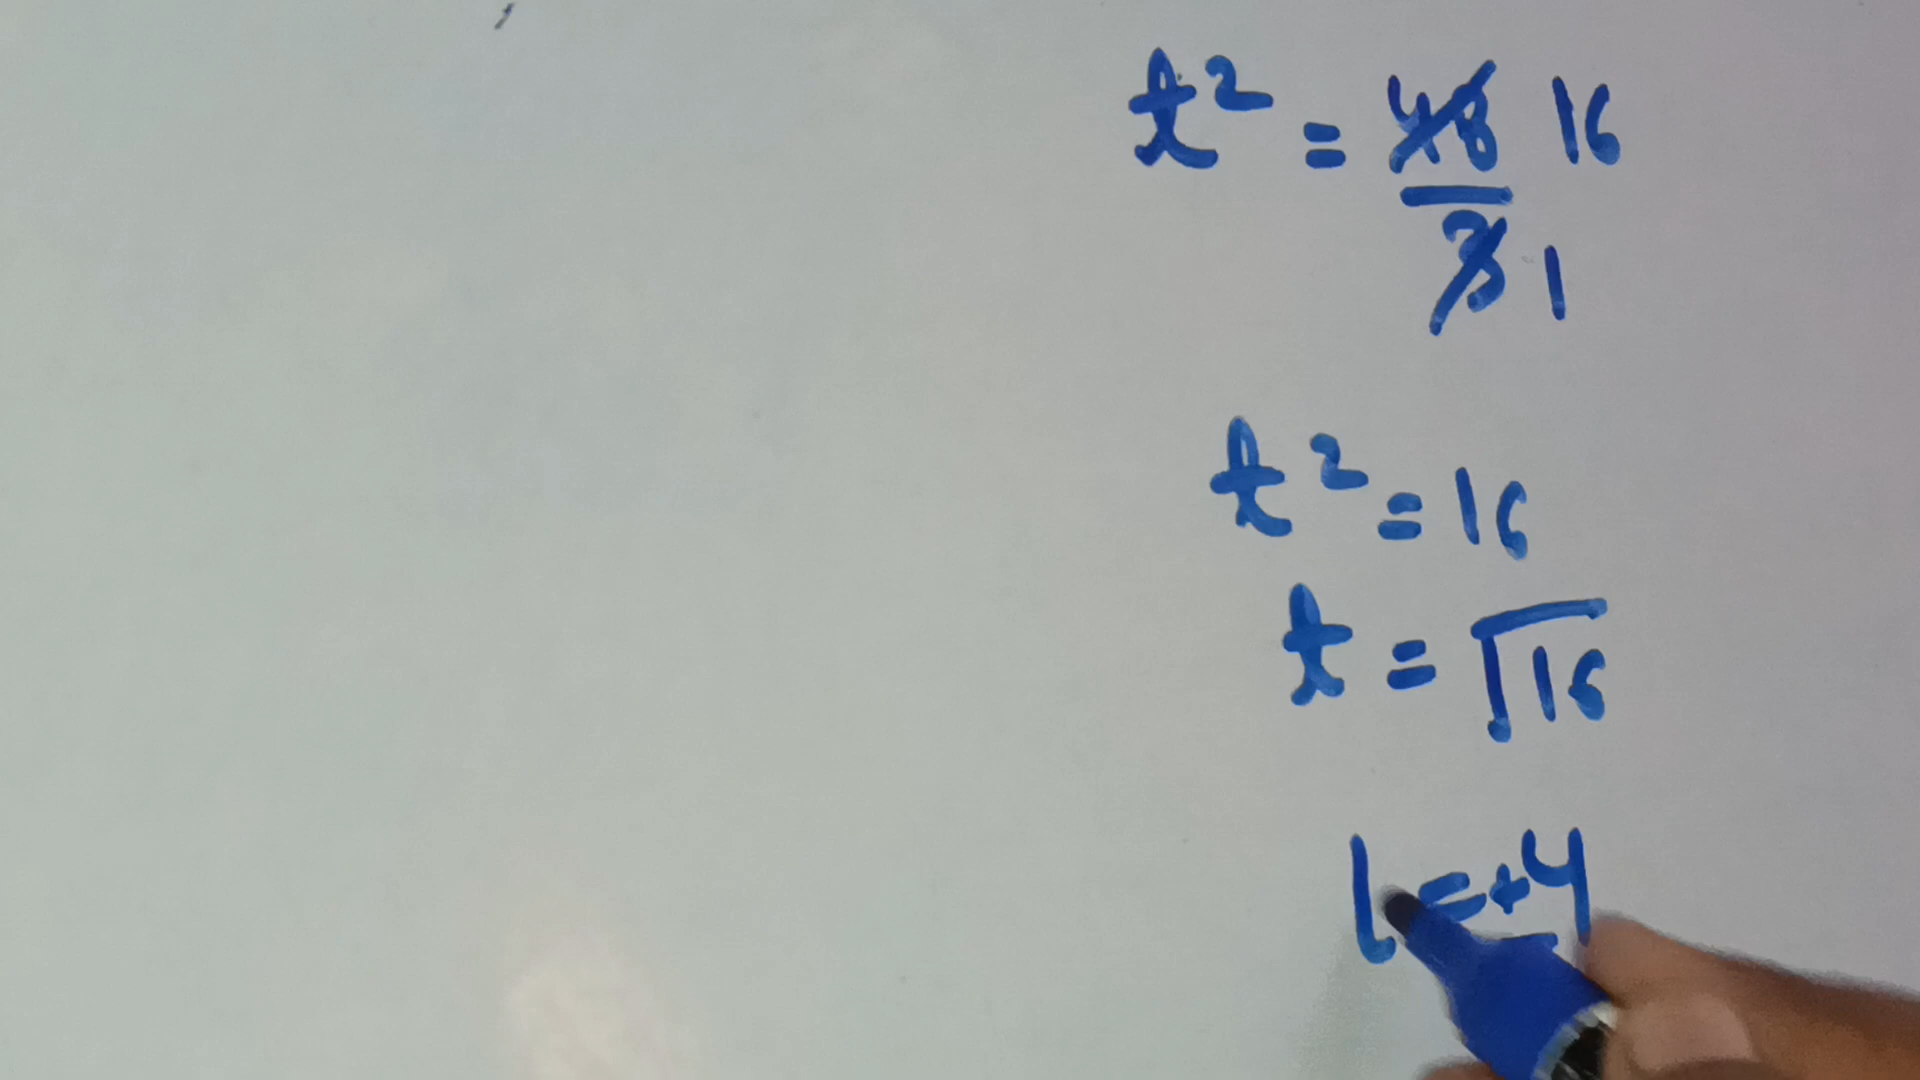 t² = 48 16
3 1
t² = 16
t = √16
t = ±4